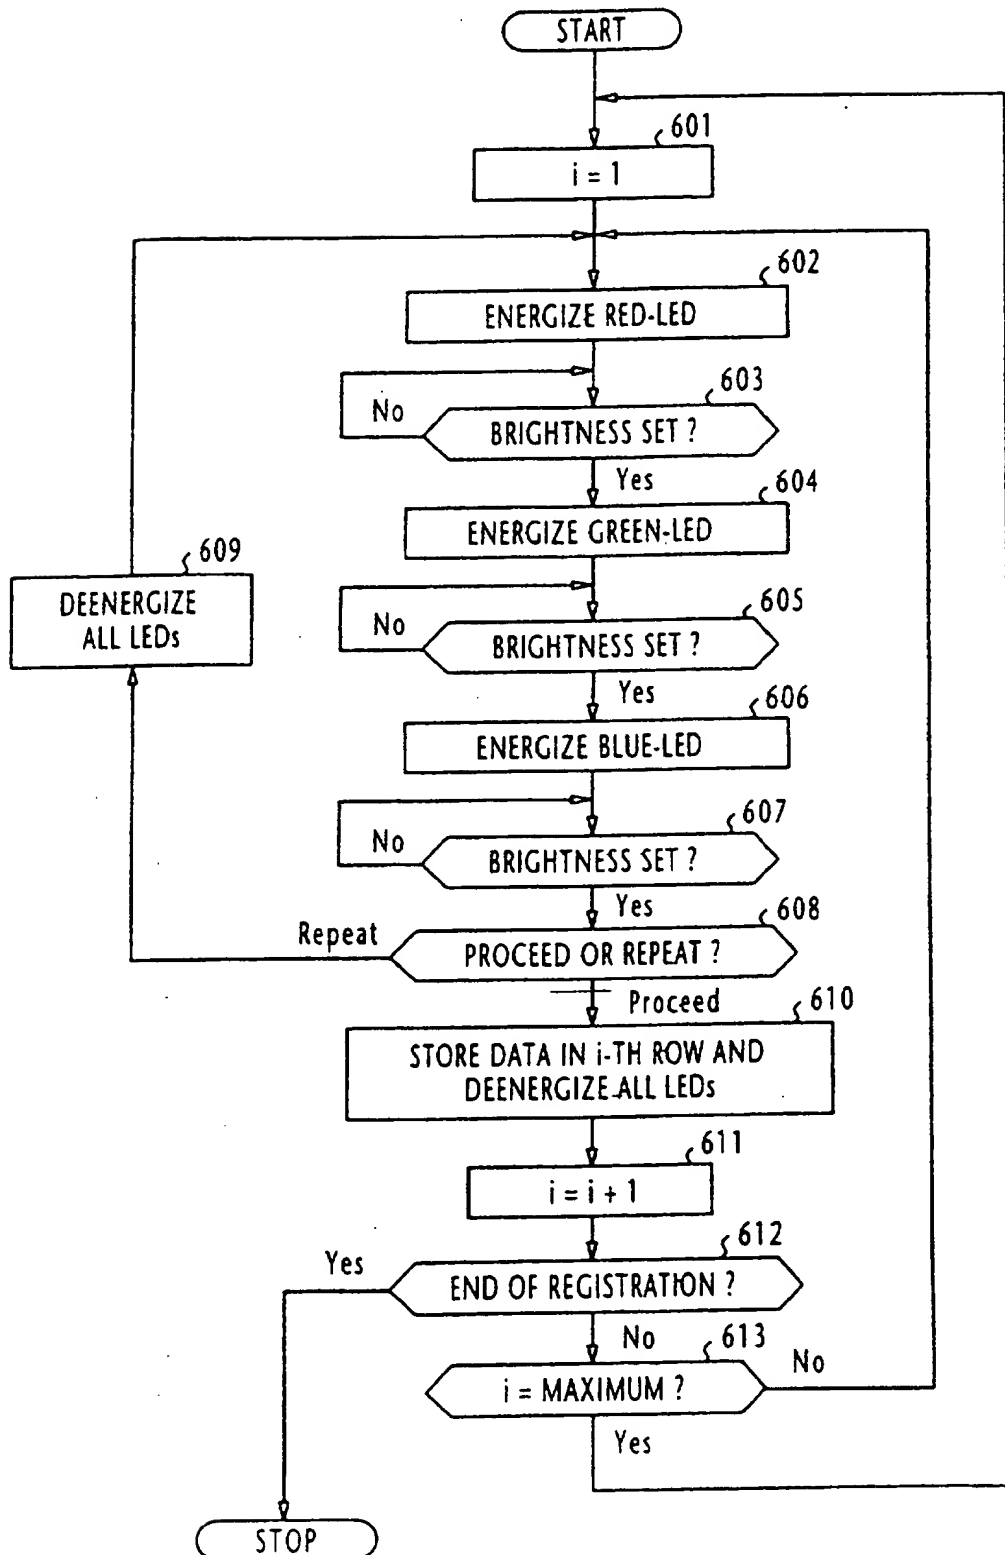 START
601
i = 1
602
ENERGIZE RED-LED
603
No
BRIGHTNESS SET ?
Yes
604
ENERGIZE GREEN-LED
609
DEENERGIZE
ALL LEDs
605
No
BRIGHTNESS SET ?
Yes
606
ENERGIZE BLUE-LED
607
No
BRIGHTNESS SET ?
Yes
608
Repeat
PROCEED OR REPEAT ?
Proceed
610
STORE DATA IN i-TH ROW AND
DEENERGIZE ALL LEDs
611
i = i + 1
612
Yes
END OF REGISTRATION ?
No
613
No
i = MAXIMUM ?
Yes
STOP